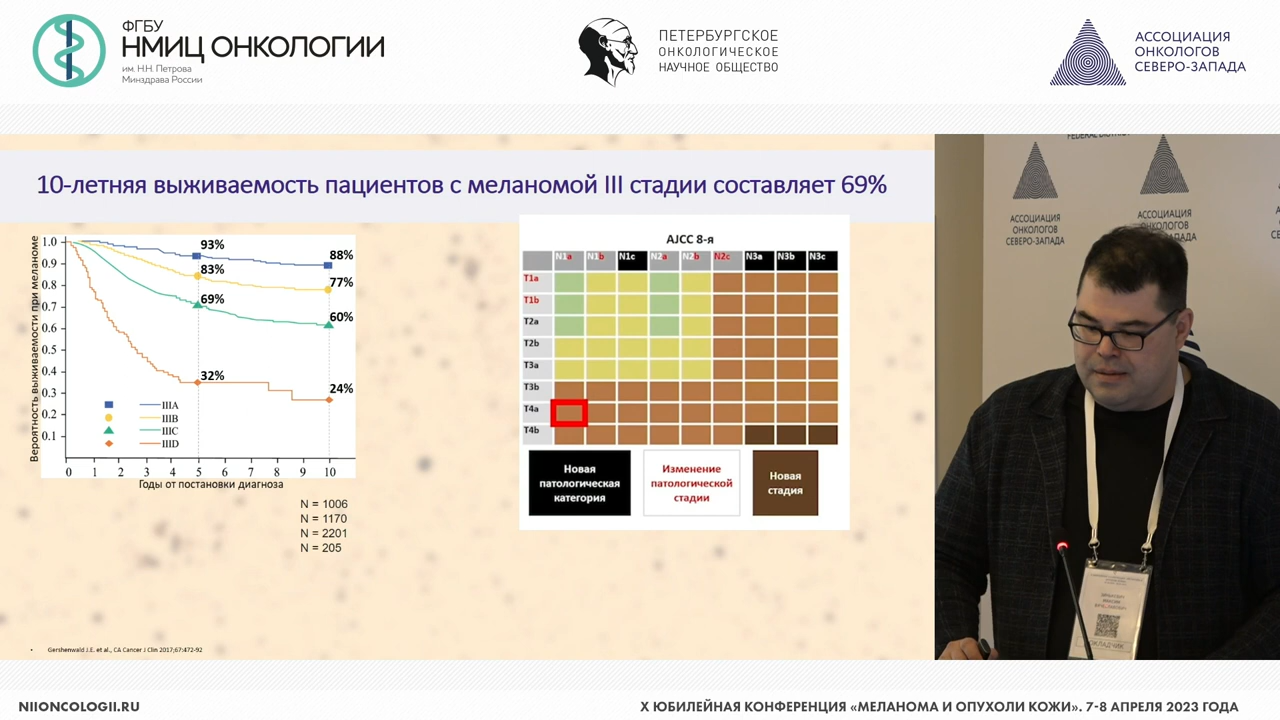 ФГБУ
НМИЦ ОНКОЛОГИИ
им. Н.Н. Петрова
Минздрава России
ПЕТЕРБУРГСКОЕ
ОНКОЛОГИЧЕСКОЕ
НАУЧНОЕ ОБЩЕСТВО
АССОЦИАЦИЯ
ОНКОЛОГОВ
СЕВЕРО-ЗАПАДА
10-летняя выживаемость пациентов с меланомой III стадии составляет 69%
Вероятность выживаемости при меланоме
1.0
0.9
0.8
0.7
0.6
0.5
0.4
0.3
0.2
0.1
93%
88%
83%
77%
69%
60%
32%
24%
IIIA
IIIB
IIIC
IIID
0 1 2 3 4 5 6 7 8 9 10
Годы от постановки диагноза
N = 1006
N = 1170
N = 2201
N = 205
AJCC 8-я
N1a N1b N1c N2a N2b N2c N3a N3b N3c
T1a
T1b
T2a
T2b
T3a
T3b
T4a
T4b
Новая
патологическая
категория
Изменение
патологической
стадии
Новая
стадия
Gershenwald J.E. et al., CA Cancer J Clin 2017;67:472-92
FEDERAL DISTRICT
АССОЦИАЦИЯ
ОНКОЛОГОВ
СЕВЕРО-ЗАПАДА
АССОЦИАЦИЯ
ОНКОЛОГОВ
СЕВЕРО-ЗАПАДА
ДОКЛАДЧИК
NIIONCOLOGII.RU
X ЮБИЛЕЙНАЯ КОНФЕРЕНЦИЯ «МЕЛАНОМА И ОПУХОЛИ КОЖИ». 7-8 АПРЕЛЯ 2023 ГОДА